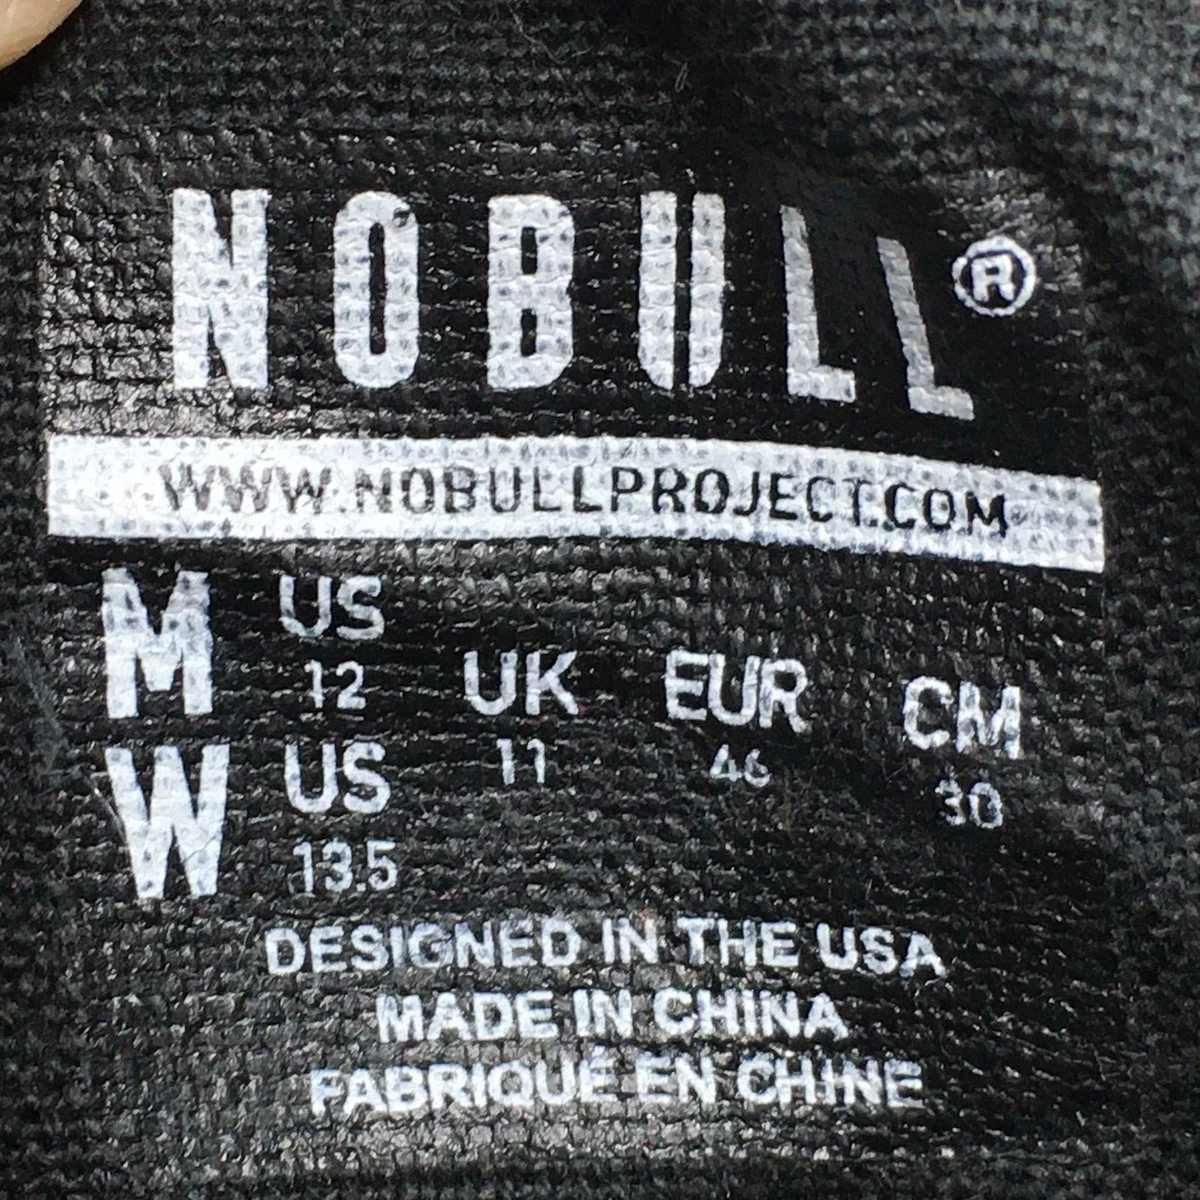 NOBULL®
WWW.NOBULLPROJECT.COM
M US 12 UK 11 EUR 46 CM 30
W US 13.5
DESIGNED IN THE USA
MADE IN CHINA
FABRIQUÉ EN CHINE